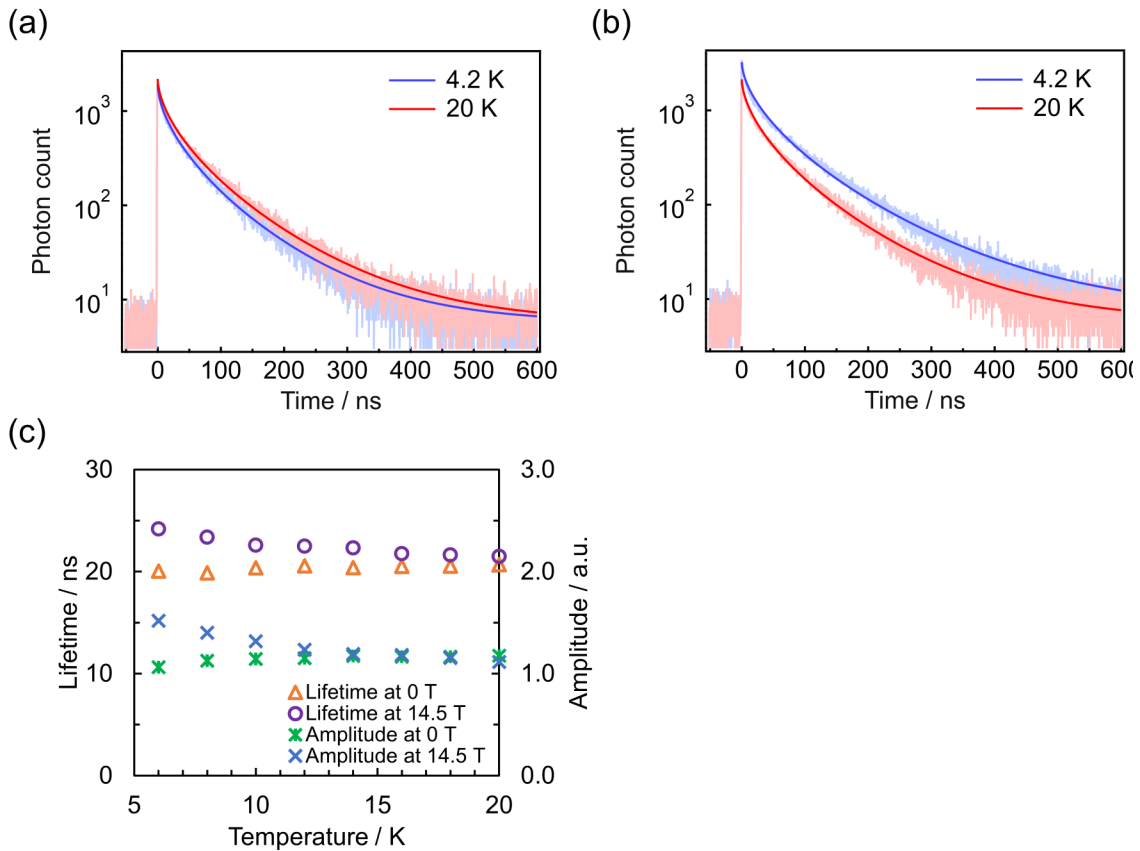 (a)
4.2 K
20 K
10³
10²
10¹
Photon count
0 100 200 300 400 500 600
Time / ns
(b)
4.2 K
20 K
10³
10²
10¹
Photon count
0 100 200 300 400 500 600
Time / ns
(c)
30
20
10
0
Lifetime / ns
3.0
2.0
1.0
0.0
Amplitude / a.u.
Lifetime at 0 T
Lifetime at 14.5 T
Amplitude at 0 T
Amplitude at 14.5 T
5 10 15 20
Temperature / K